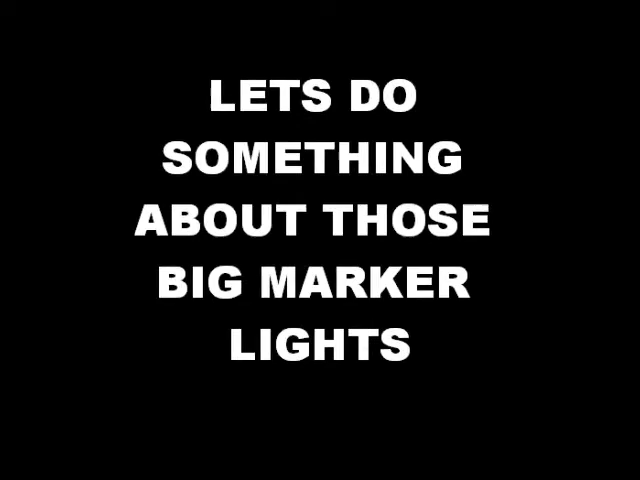 LETS DO
SOMETHING
ABOUT THOSE
BIG MARKER
LIGHTS